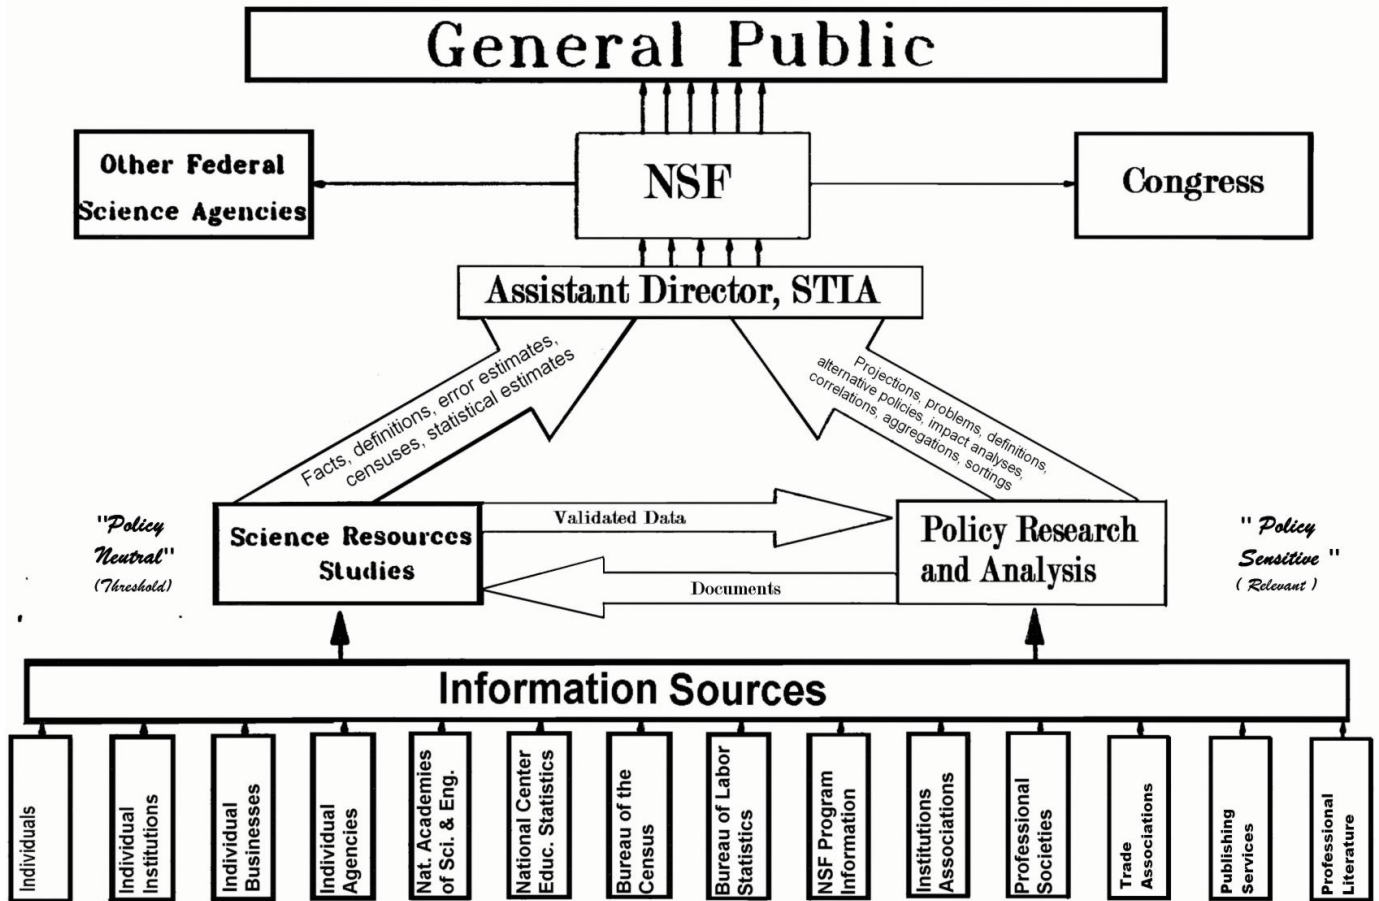 General Public
Other Federal
Science Agencies
NSF
Congress
Assistant Director, STIA
Facts, definitions, error estimates,
censuses, statistical estimates
Projections, problems, definitions,
alternative policies, impact analyses,
correlations, aggregations, sortings
"Policy
Neutral"
(Threshold)
Science Resources
Studies
Validated Data
Documents
Policy Research
and Analysis
" Policy
Sensitive "
( Relevant )
Information Sources
Individuals
Individual
Institutions
Individual
Businesses
Individual
Agencies
Nat. Academies
of Sci. & Eng.
National Center
Educ. Statistics
Bureau of the
Census
Bureau of Labor
Statistics
NSF Program
Information
Institutions
Associations
Professional
Societies
Trade
Associations
Publishing
Services
Professional
Literature